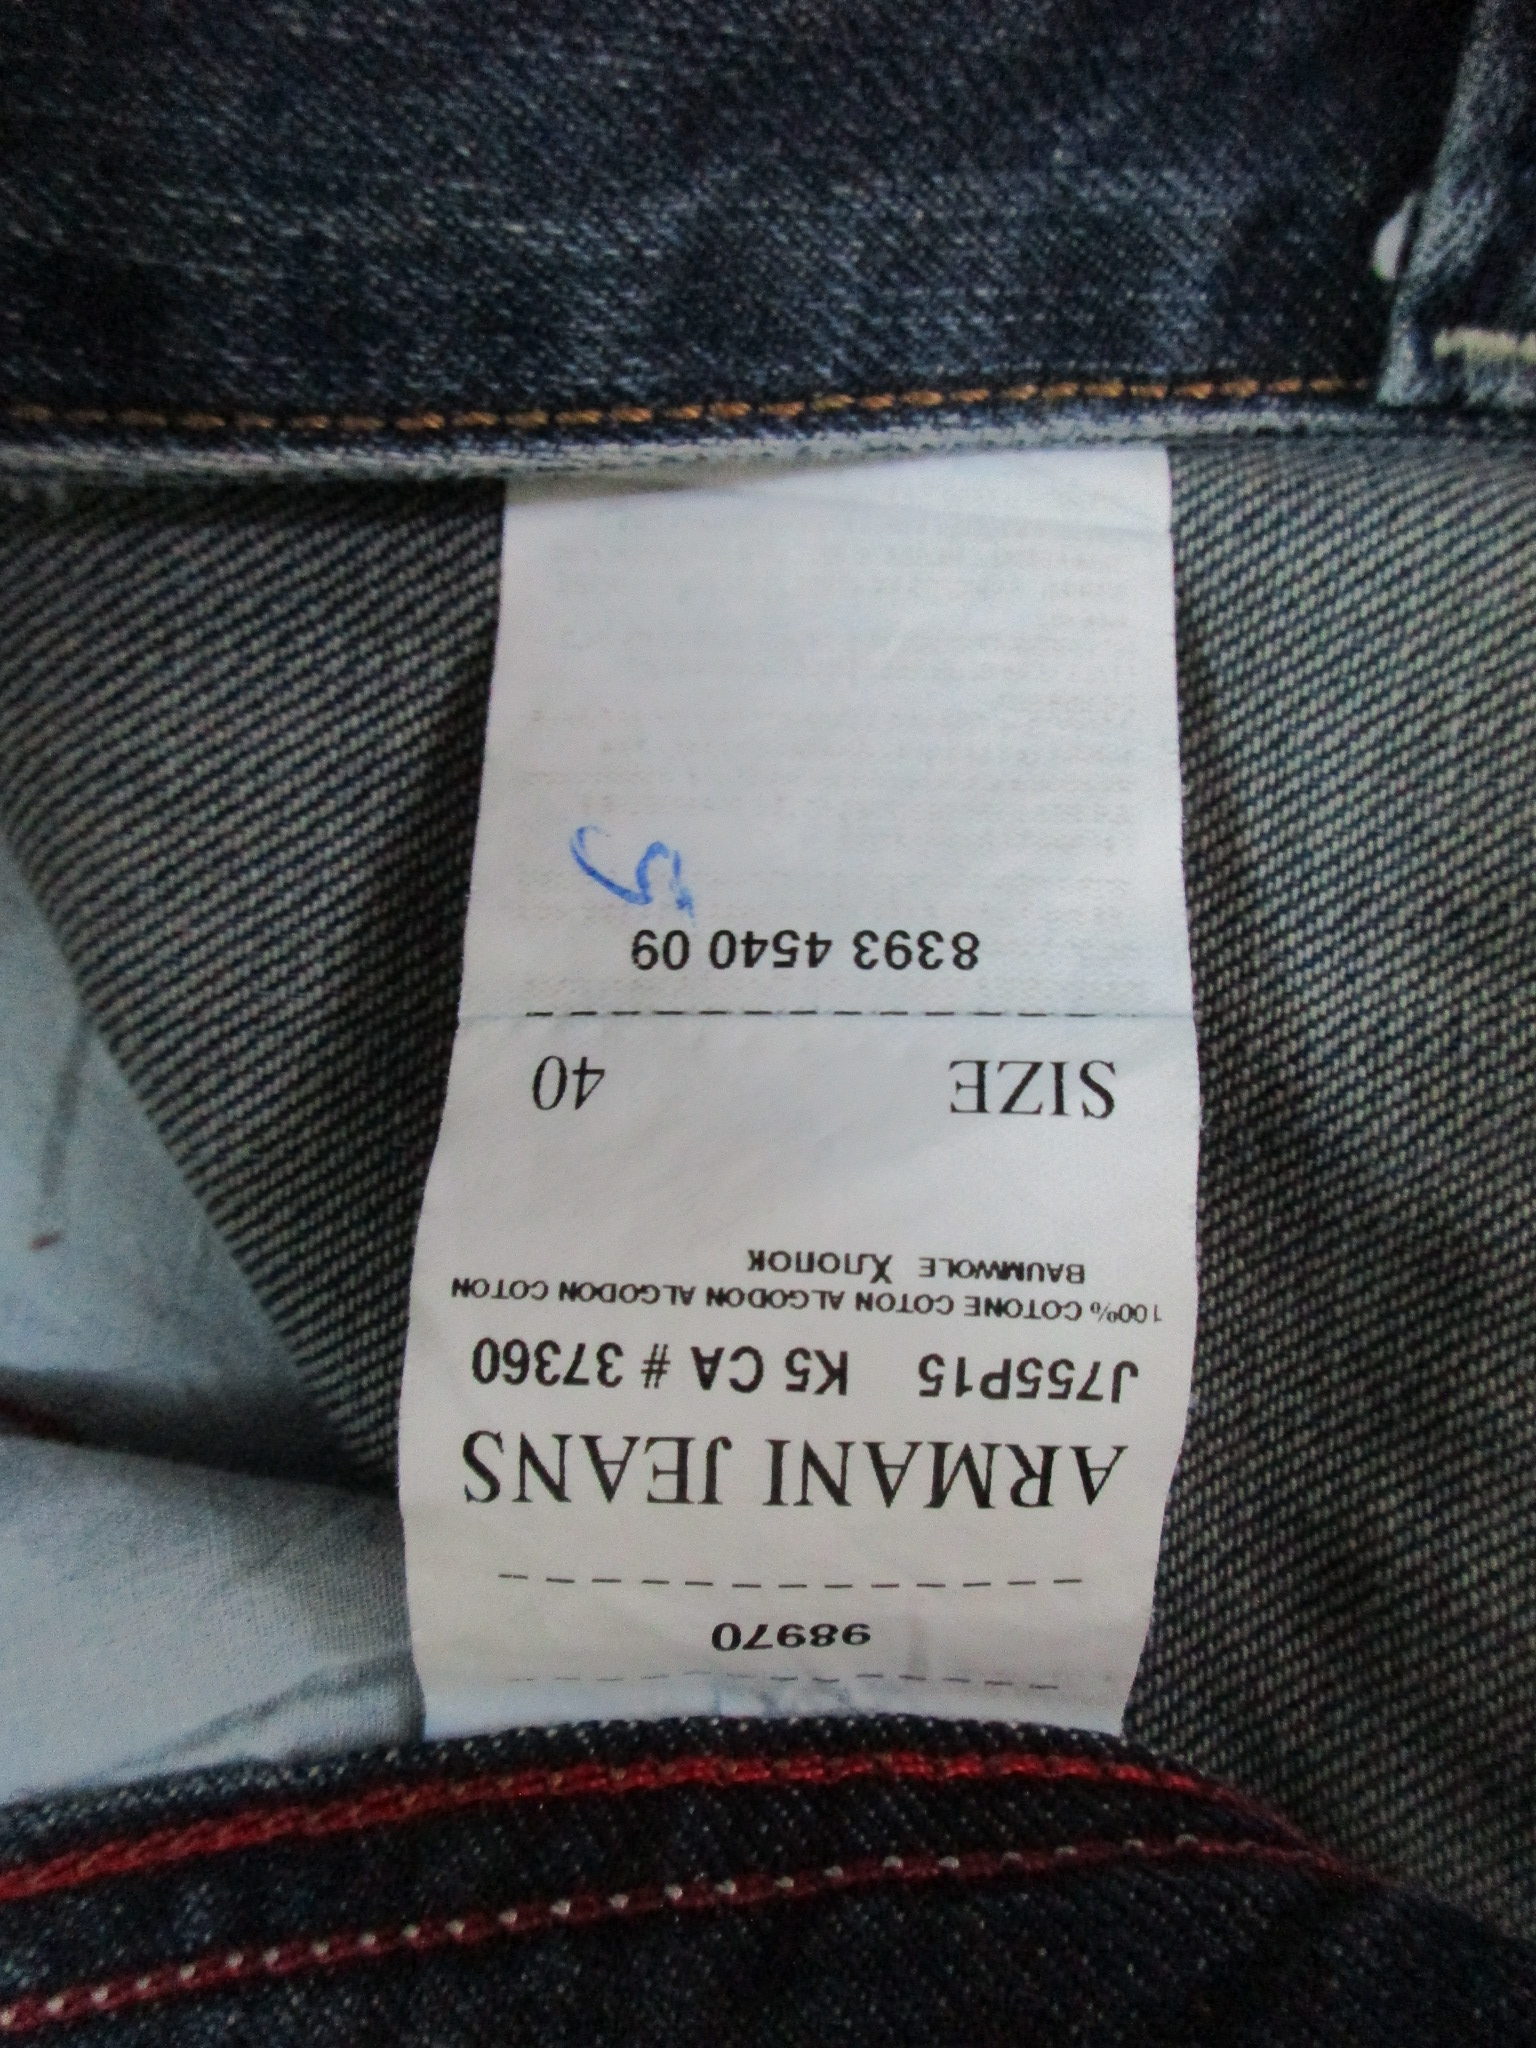 98970
ARMANI JEANS
J755P15 K5 CA # 37360
100% COTONE COTON ALGODON ALGODON COTON
BAUMWOLE ХЛОПОК
SIZE 40
8393 4540 09